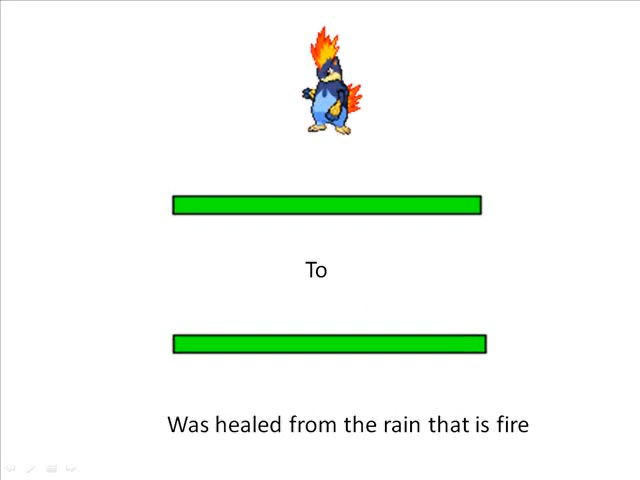 To
Was healed from the rain that is fire